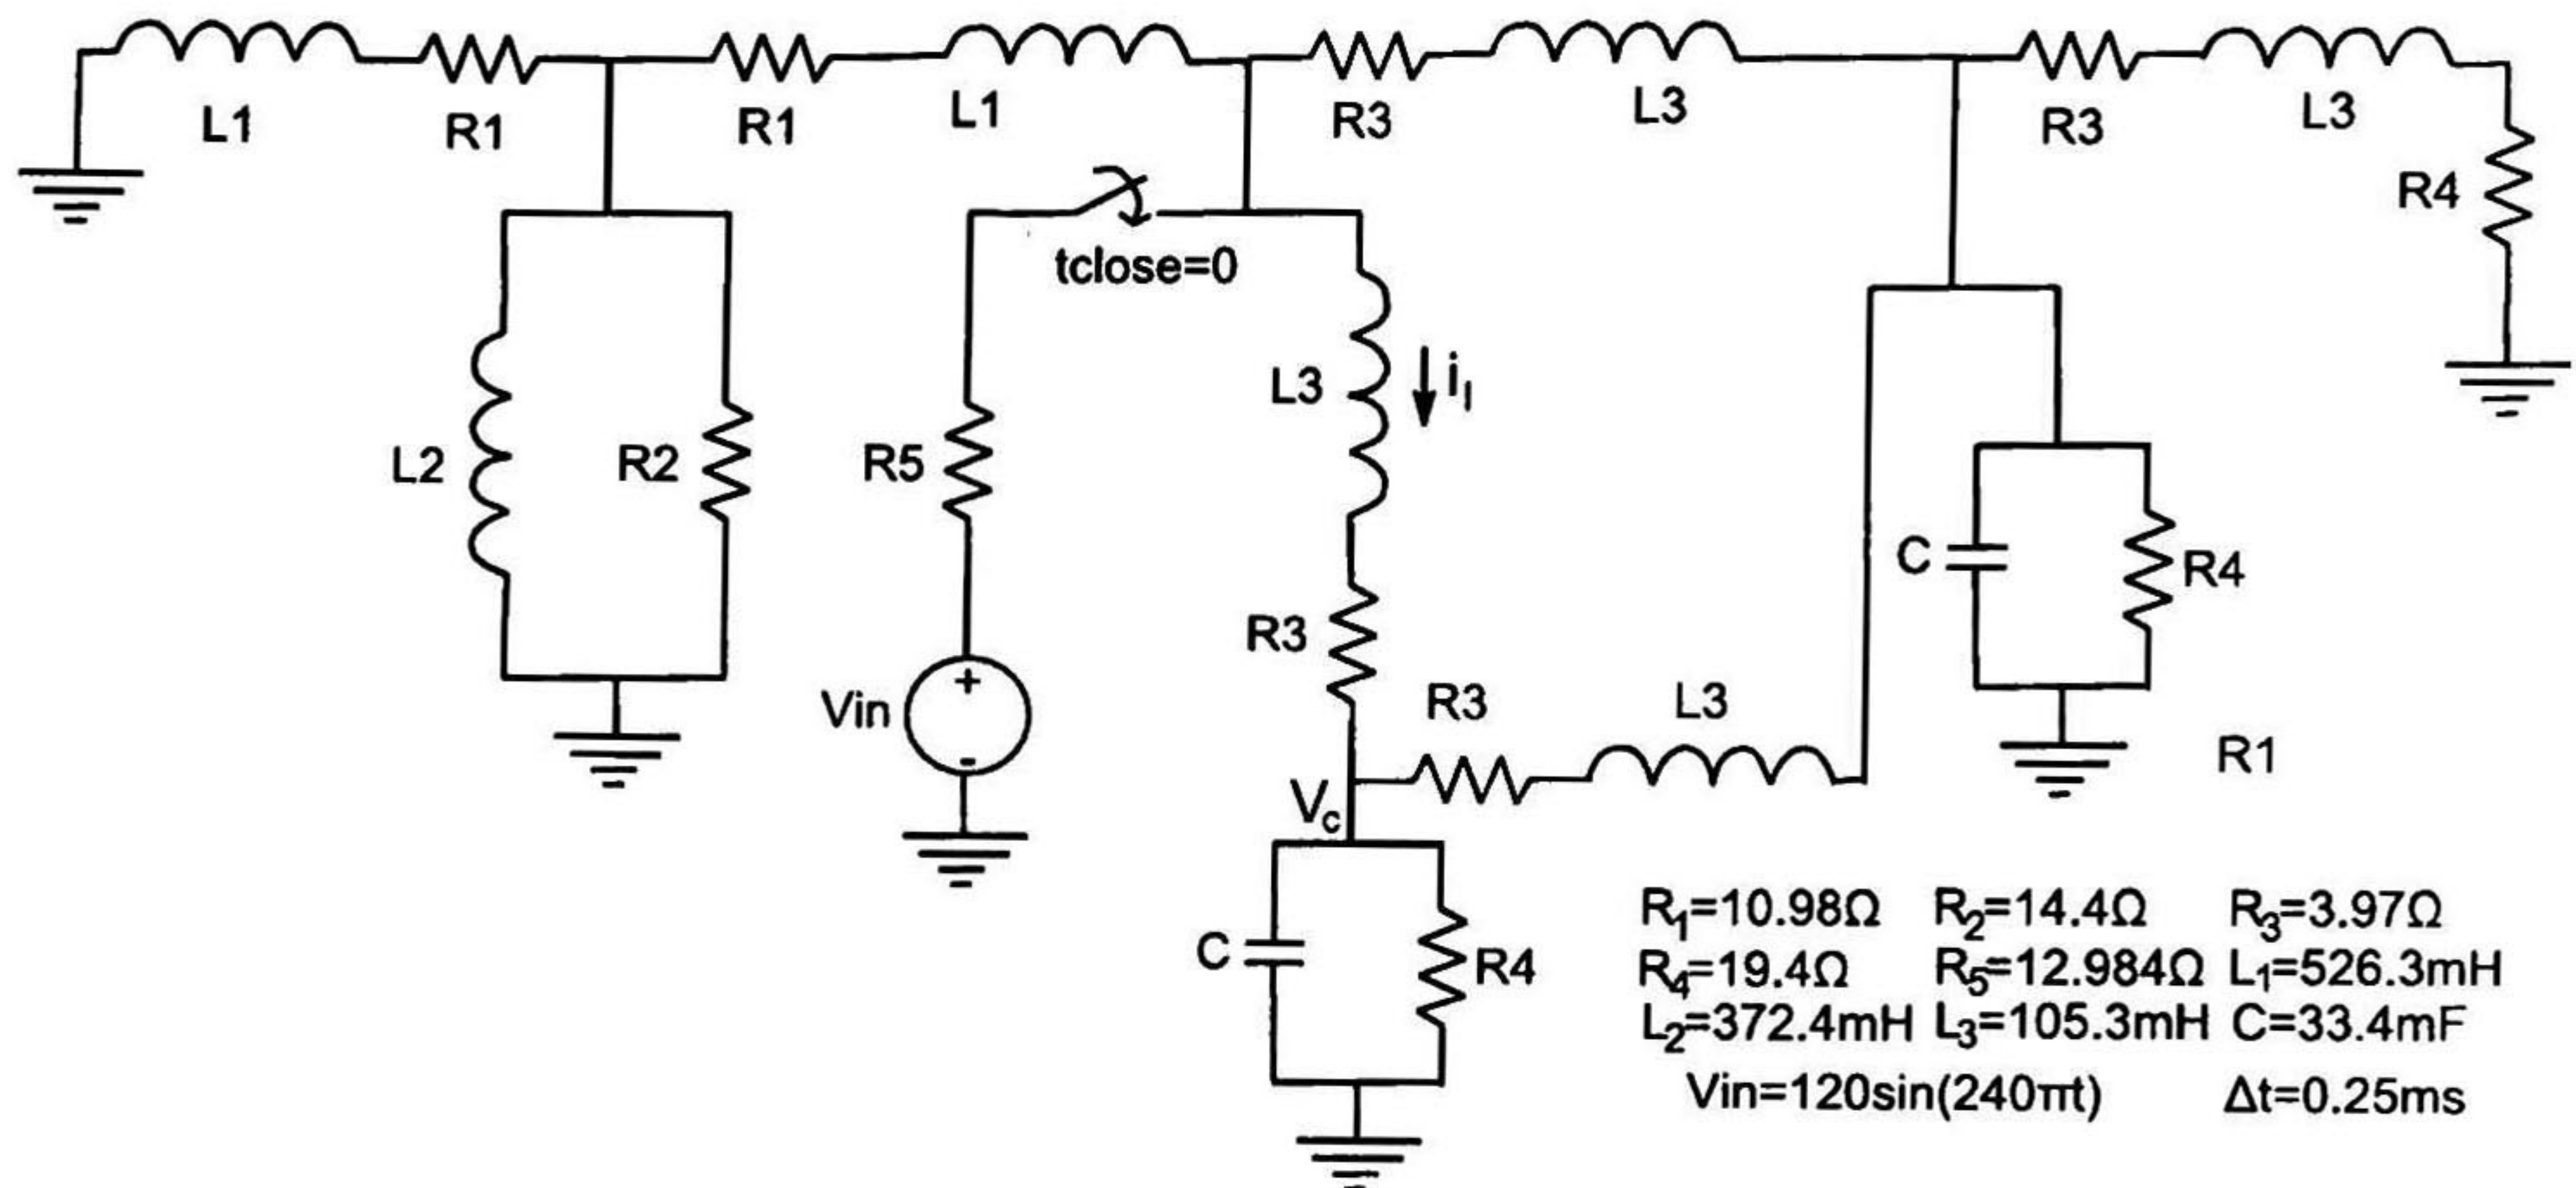 L1
R1
R1
L1
R3
L3
R3
L3
R4
tclose=0
L2
R2
R5
L3
i₁
C
R4
R3
Vin
+
-
R3
L3
R1
Vc
C
R4
R₁=10.98Ω R₂=14.4Ω R₃=3.97Ω
R₄=19.4Ω R₅=12.984Ω L₁=526.3mH
L₂=372.4mH L₃=105.3mH C=33.4mF
Vin=120sin(240πt) Δt=0.25ms